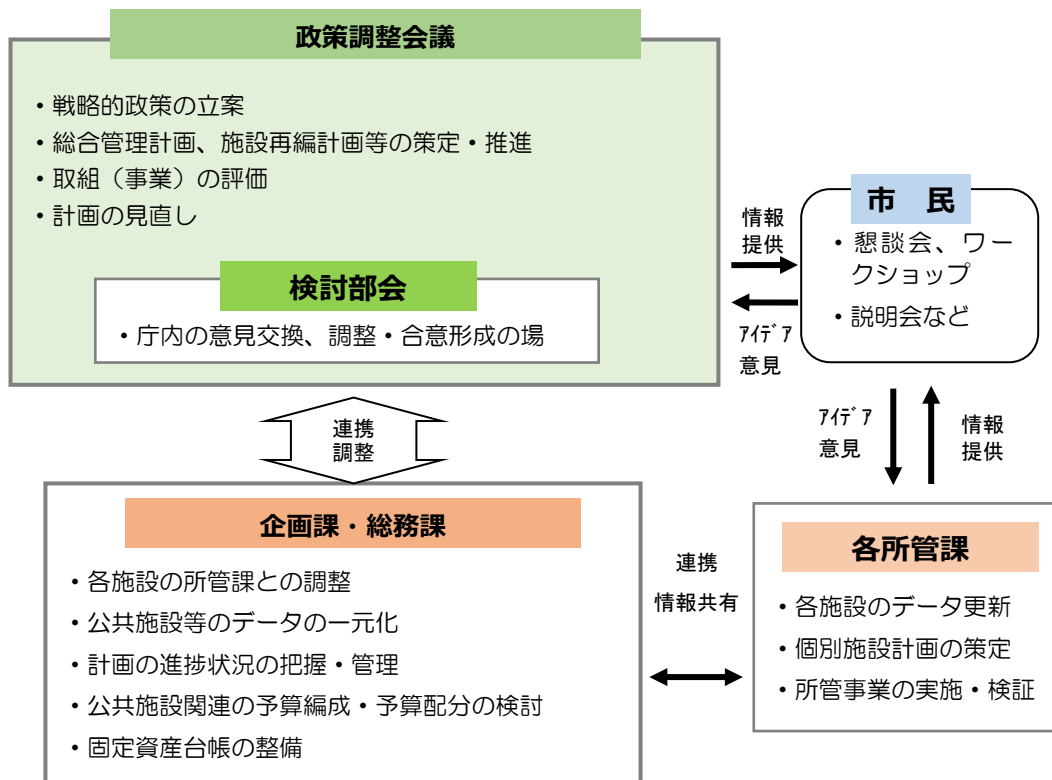 政策調整会議
・戦略的政策の立案
・総合管理計画、施設再編計画等の策定・推進
・取組（事業）の評価
・計画の見直し
検討部会
・庁内の意見交換、調整・合意形成の場
情報
提供
ｱｲﾃﾞｱ
意見
市　民
・懇談会、ワー
クショップ
・説明会など
連携
調整
ｱｲﾃﾞｱ
意見
情報
提供
企画課・総務課
・各施設の所管課との調整
・公共施設等のデータの一元化
・計画の進捗状況の把握・管理
・公共施設関連の予算編成・予算配分の検討
・固定資産台帳の整備
連携
情報共有
各所管課
・各施設のデータ更新
・個別施設計画の策定
・所管事業の実施・検証